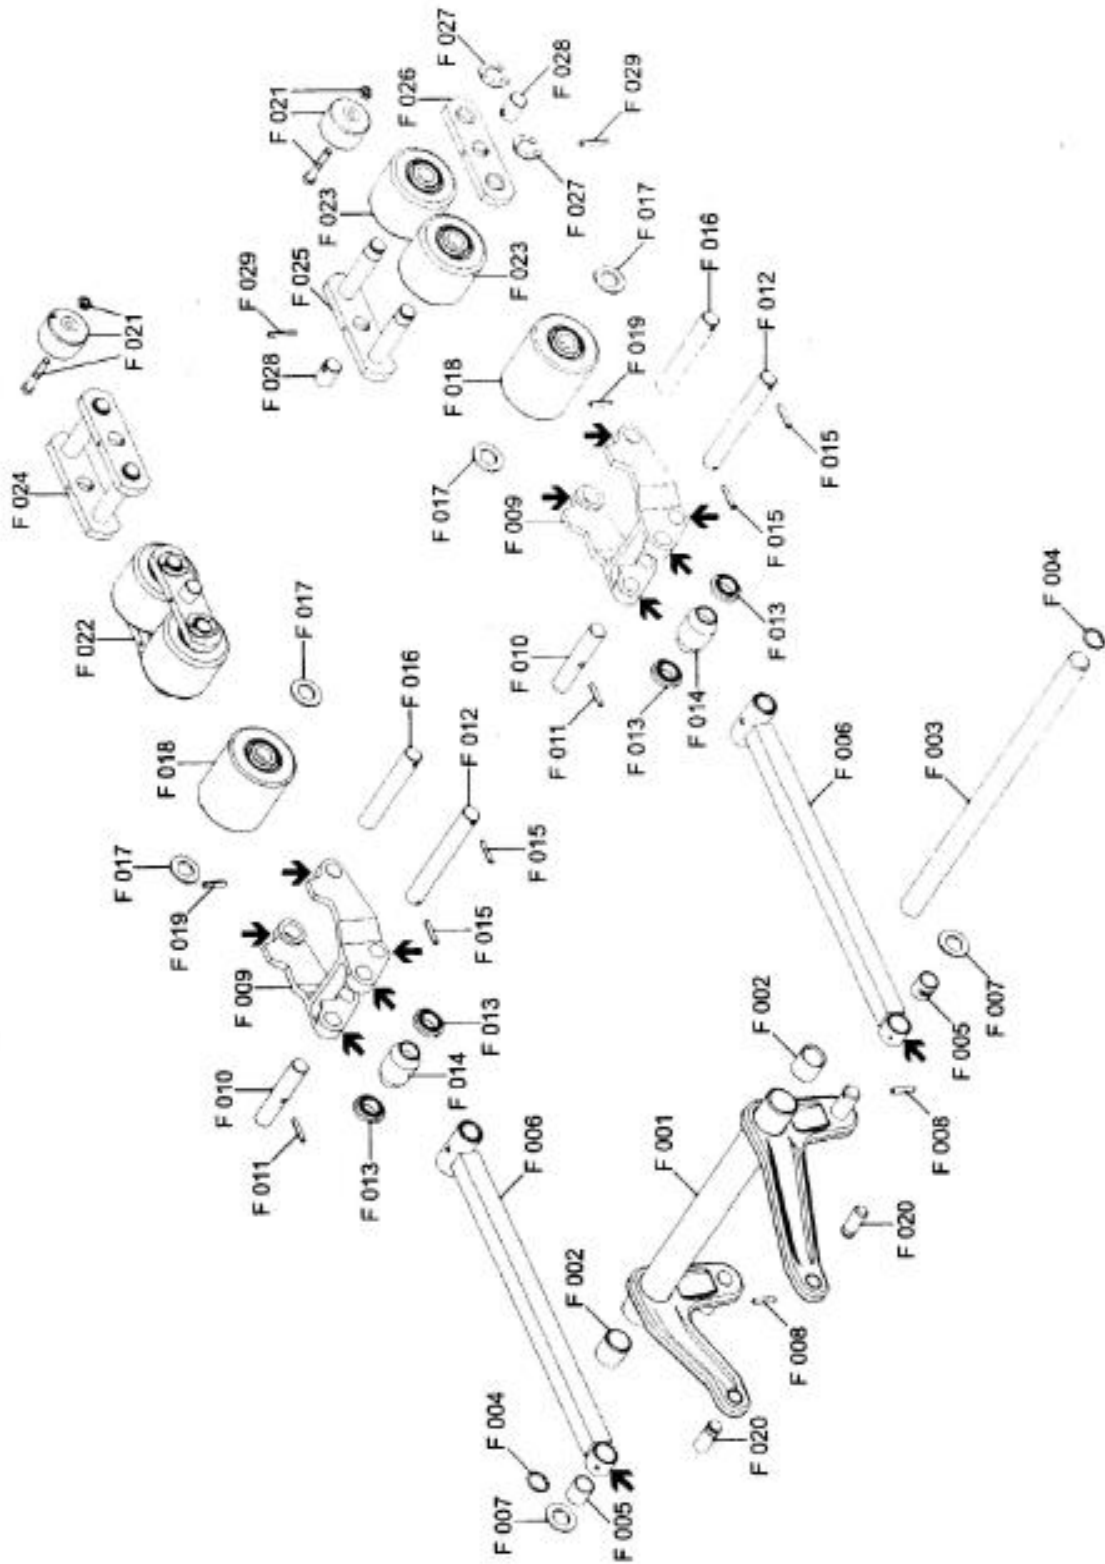 F 027
F 028
F 029
F 021
F 026
F 027
F 017
F 016
F 012
F 023
F 023
F 029
F 025
F 028
F 019
F 018
F 015
F 017
F 009
F 015
F 021
F 024
F 022
F 017
F 016
F 012
F 018
F 015
F 017
F 019
F 015
F 009
F 010
F 011
F 013
F 013
F 014
F 004
F 006
F 003
F 013
F 014
F 010
F 011
F 013
F 006
F 007
F 005
F 002
F 008
F 001
F 020
F 002
F 008
F 020
F 004
F 007
F 005